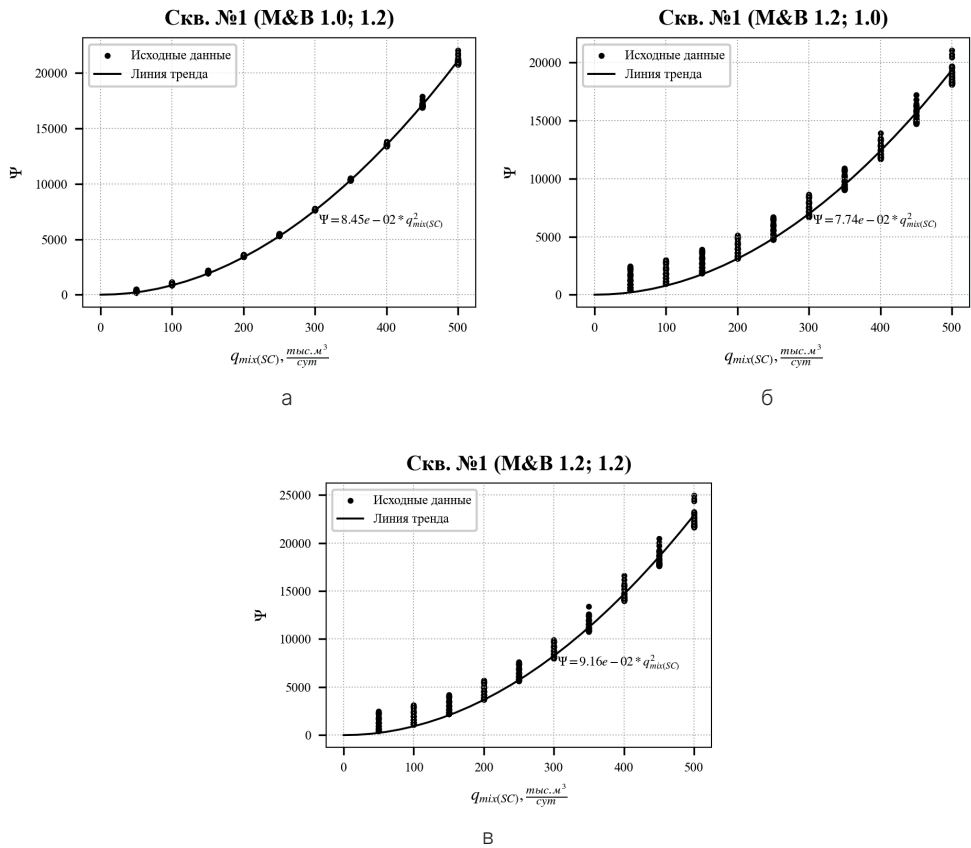 Скв. №1 (М&В 1.0; 1.2)
Исходные данные
Линия тренда
20000
15000
10000
5000
0
Ψ
Ψ=8.45e−02*q²mix(SC)
0 100 200 300 400 500
qmix(SC), тыс.м³/сут
а
Скв. №1 (М&В 1.2; 1.0)
Исходные данные
Линия тренда
20000
15000
10000
5000
0
Ψ
Ψ=7.74e−02*q²mix(SC)
0 100 200 300 400 500
qmix(SC), тыс.м³/сут
б
Скв. №1 (М&В 1.2; 1.2)
Исходные данные
Линия тренда
25000
20000
15000
10000
5000
0
Ψ
Ψ=9.16e−02*q²mix(SC)
0 100 200 300 400 500
qmix(SC), тыс.м³/сут
в